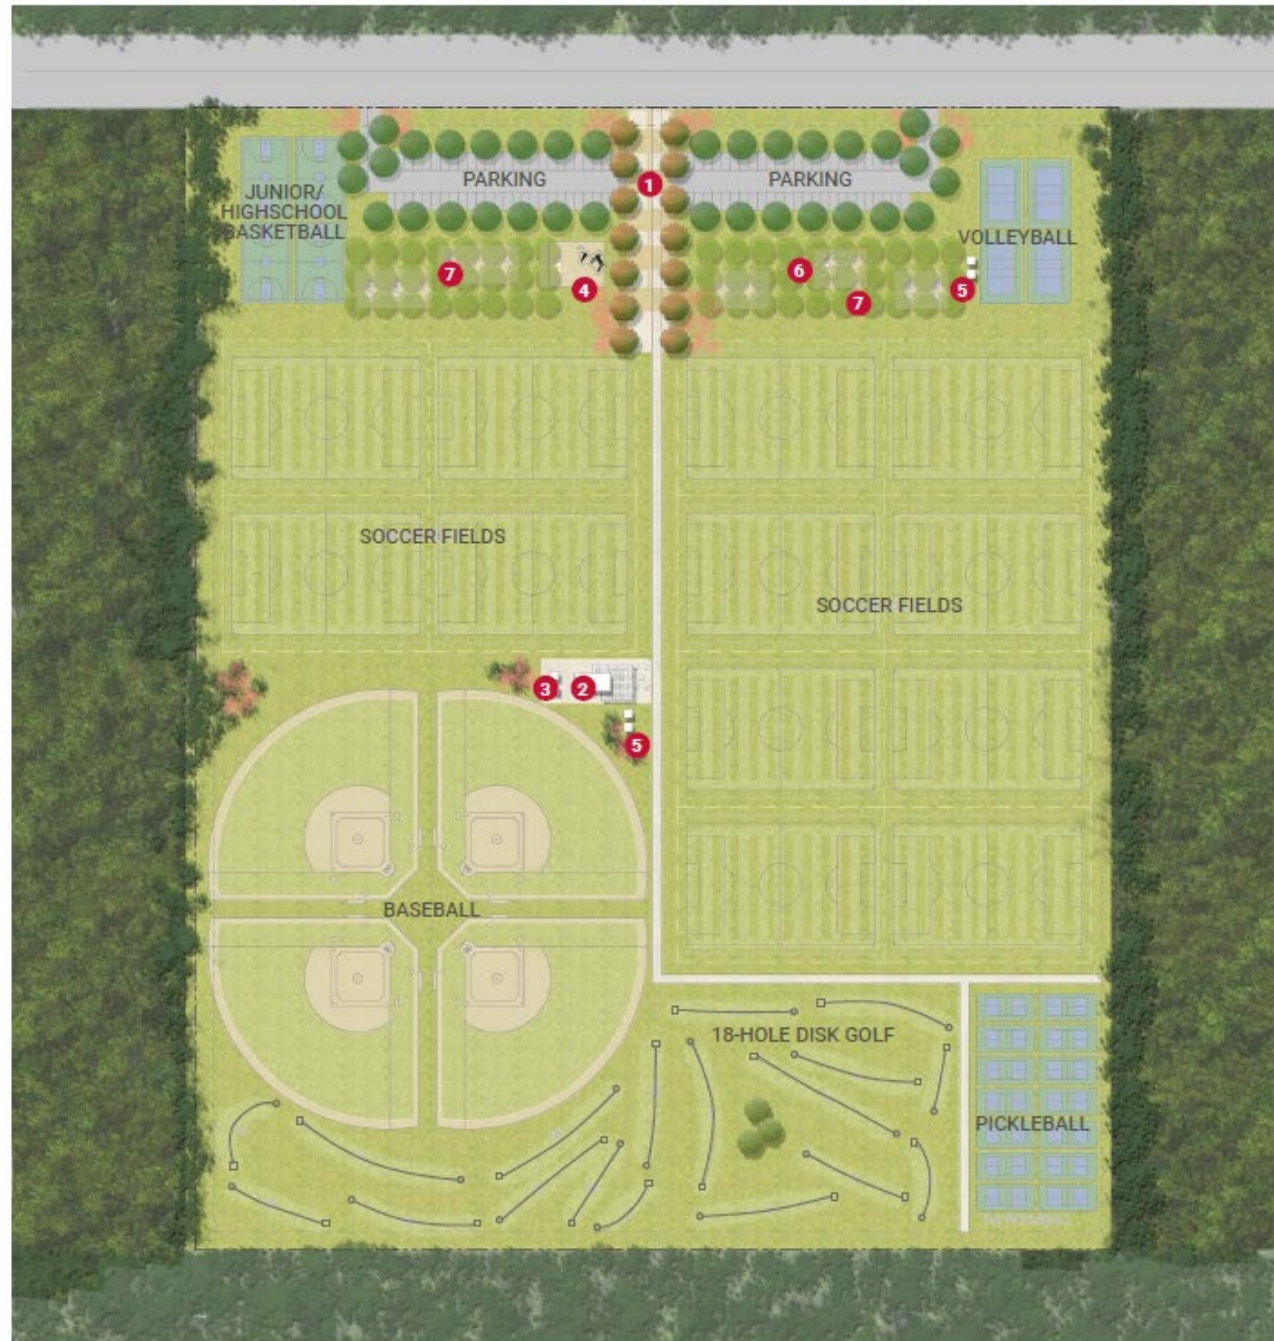 PARKING
1
PARKING
JUNIOR/
HIGHSCHOOL
BASKETBALL
VOLLEYBALL
7
4
6
7
5
SOCCER FIELDS
SOCCER FIELDS
3
2
5
BASEBALL
18-HOLE DISK GOLF
PICKLEBALL